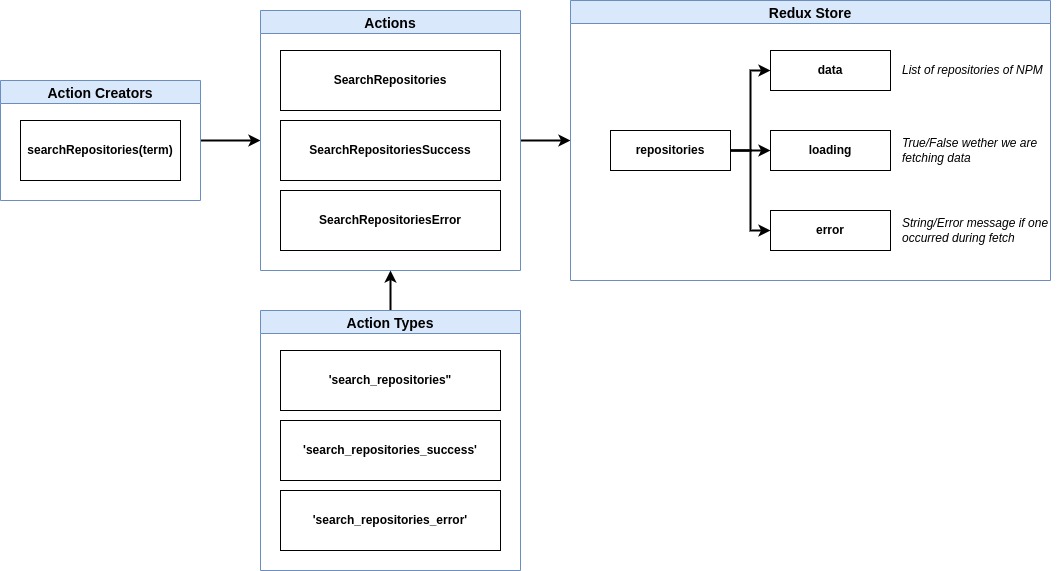 Action Creators
searchRepositories(term)
Actions
SearchRepositories
SearchRepositoriesSuccess
SearchRepositoriesError
Action Types
'search_repositories"
'search_repositories_success'
'search_repositories_error'
Redux Store
repositories
data
List of repositories of NPM
loading
True/False wether we are
fetching data
error
String/Error message if one
occurred during fetch